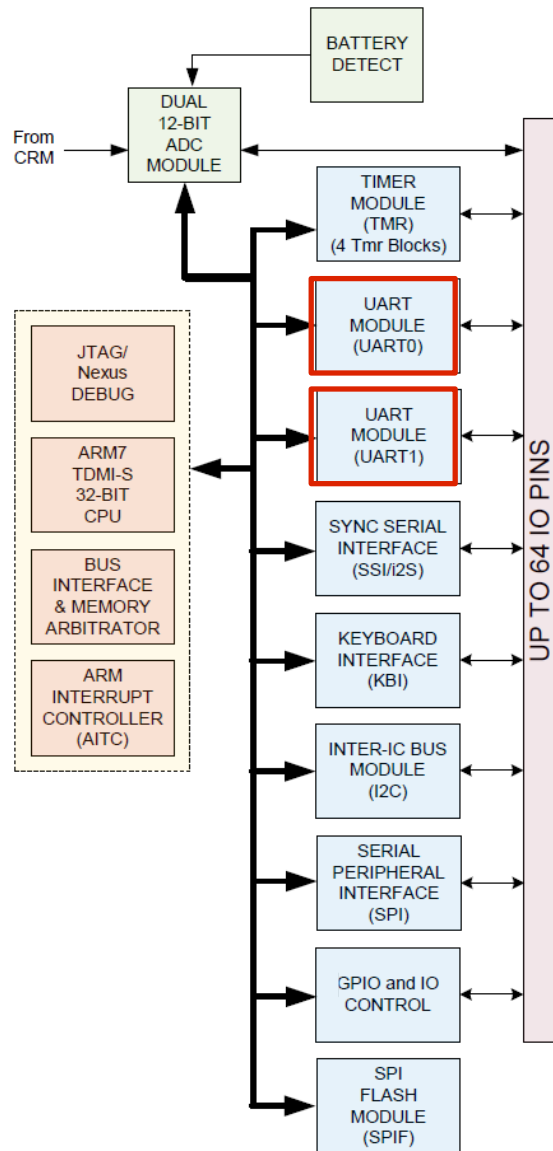 BATTERY
DETECT
DUAL
12-BIT
ADC
MODULE
From
CRM
TIMER
MODULE
(TMR)
(4 Tmr Blocks)
UART
MODULE
(UART0)
JTAG/
Nexus
DEBUG
UART
MODULE
(UART1)
ARM7
TDMI-S
32-BIT
CPU
SYNC SERIAL
INTERFACE
(SSI/i2S)
BUS
INTERFACE
& MEMORY
ARBITRATOR
KEYBOARD
INTERFACE
(KBI)
ARM
INTERRUPT
CONTROLLER
(AITC)
INTER-IC BUS
MODULE
(I2C)
SERIAL
PERIPHERAL
INTERFACE
(SPI)
GPIO and IO
CONTROL
SPI
FLASH
MODULE
(SPIF)
UP TO 64 IO PINS